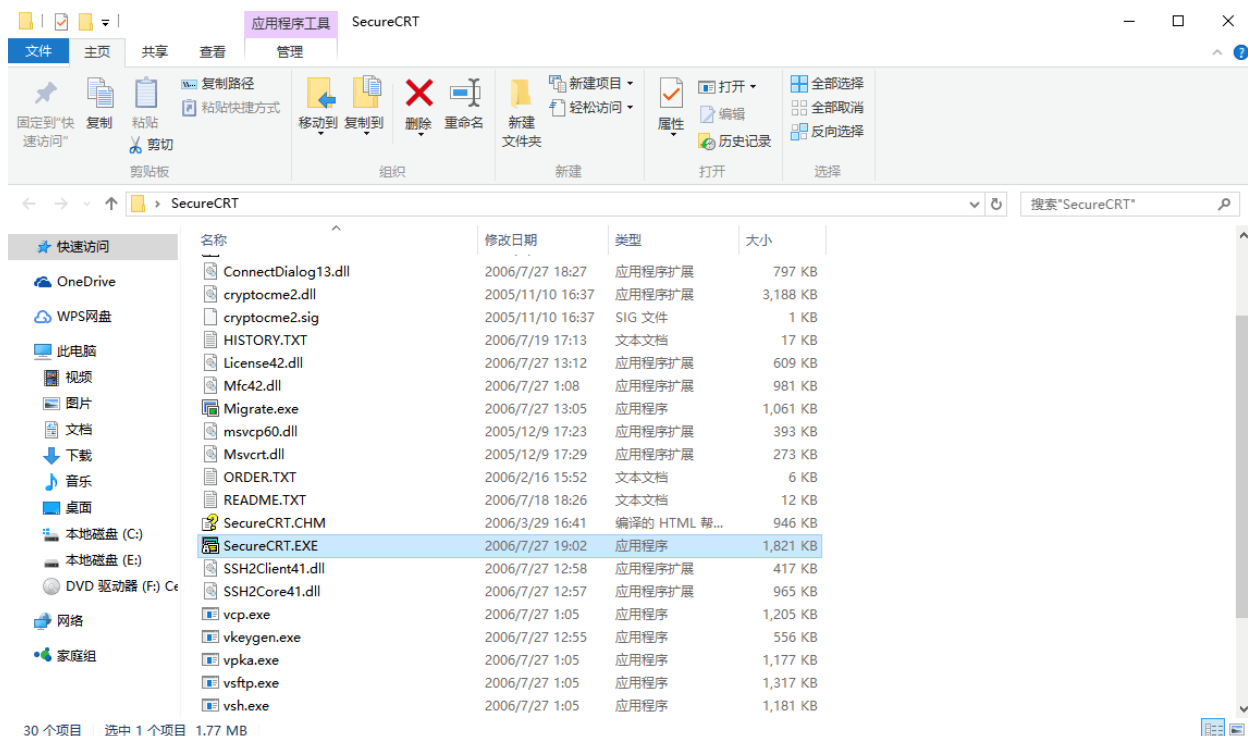 应用程序工具 SecureCRT
文件 主页 共享 查看 管理
固定到"快速访问"
复制
粘贴
复制路径
粘贴快捷方式
剪切
剪贴板
移动到 复制到 删除 重命名
组织
新建文件夹
新建项目
轻松访问
新建
属性
打开
编辑
历史记录
打开
全部选择
全部取消
反向选择
选择
SecureCRT
搜索"SecureCRT"
快速访问
OneDrive
WPS网盘
此电脑
视频
图片
文档
下载
音乐
桌面
本地磁盘 (C:)
本地磁盘 (E:)
DVD 驱动器 (F:) Ce
网络
家庭组
名称 修改日期 类型 大小
ConnectDialog13.dll 2006/7/27 18:27 应用程序扩展 797 KB
cryptocme2.dll 2005/11/10 16:37 应用程序扩展 3,188 KB
cryptocme2.sig 2005/11/10 16:37 SIG 文件 1 KB
HISTORY.TXT 2006/7/19 17:13 文本文档 17 KB
License42.dll 2006/7/27 13:12 应用程序扩展 609 KB
Mfc42.dll 2006/7/27 1:08 应用程序扩展 981 KB
Migrate.exe 2006/7/27 13:05 应用程序 1,061 KB
msvcp60.dll 2005/12/9 17:23 应用程序扩展 393 KB
Msvcrt.dll 2005/12/9 17:29 应用程序扩展 273 KB
ORDER.TXT 2006/2/16 15:52 文本文档 6 KB
README.TXT 2006/7/18 18:26 文本文档 12 KB
SecureCRT.CHM 2006/3/29 16:41 编译的 HTML 帮... 946 KB
SecureCRT.EXE 2006/7/27 19:02 应用程序 1,821 KB
SSH2Client41.dll 2006/7/27 12:58 应用程序扩展 417 KB
SSH2Core41.dll 2006/7/27 12:57 应用程序扩展 965 KB
vcp.exe 2006/7/27 1:05 应用程序 1,205 KB
vkeygen.exe 2006/7/27 12:55 应用程序 556 KB
vpka.exe 2006/7/27 1:05 应用程序 1,177 KB
vsftp.exe 2006/7/27 1:05 应用程序 1,317 KB
vsh.exe 2006/7/27 1:05 应用程序 1,181 KB
30 个项目 选中 1 个项目 1.77 MB